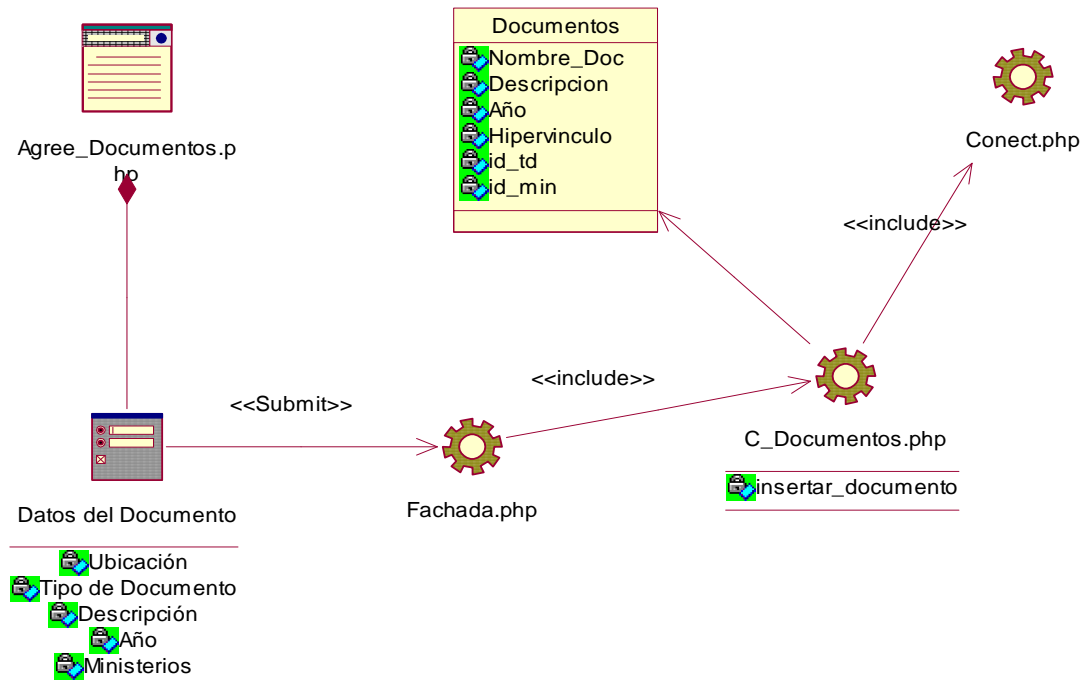 Documentos
Nombre_Doc
Descripcion
Año
Hipervinculo
id_td
id_min
Agree_Documentos.p
hp
Conect.php
<<include>>
<<include>>
<<Submit>>
C_Documentos.php
insertar_documento
Fachada.php
Datos del Documento
Ubicación
Tipo de Documento
Descripción
Año
Ministerios